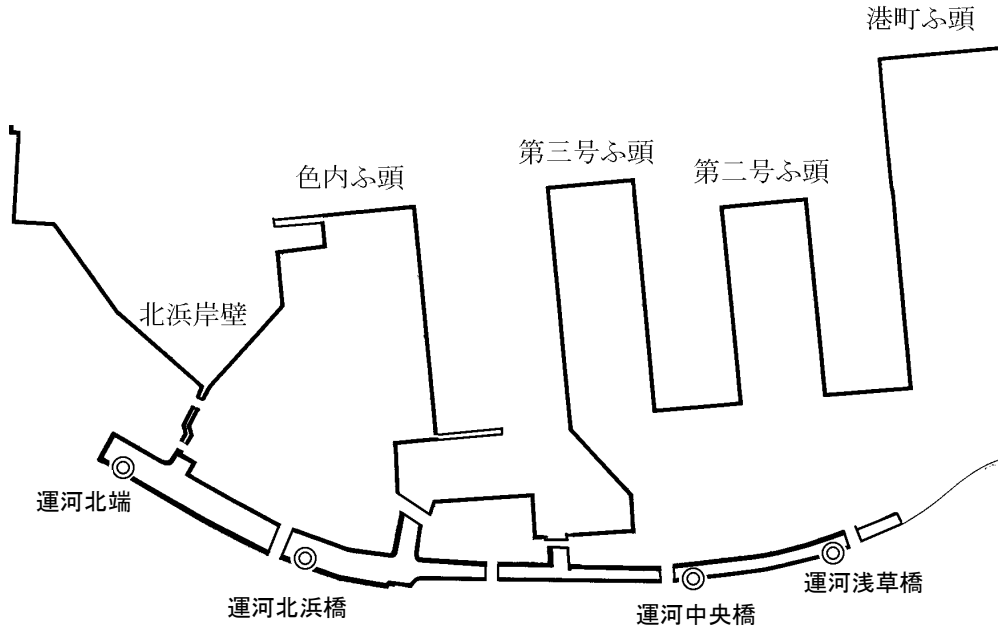 港町ふ頭
第三号ふ頭
色内ふ頭
第二号ふ頭
北浜岸壁
運河北端
運河北浜橋
運河中央橋
運河浅草橋